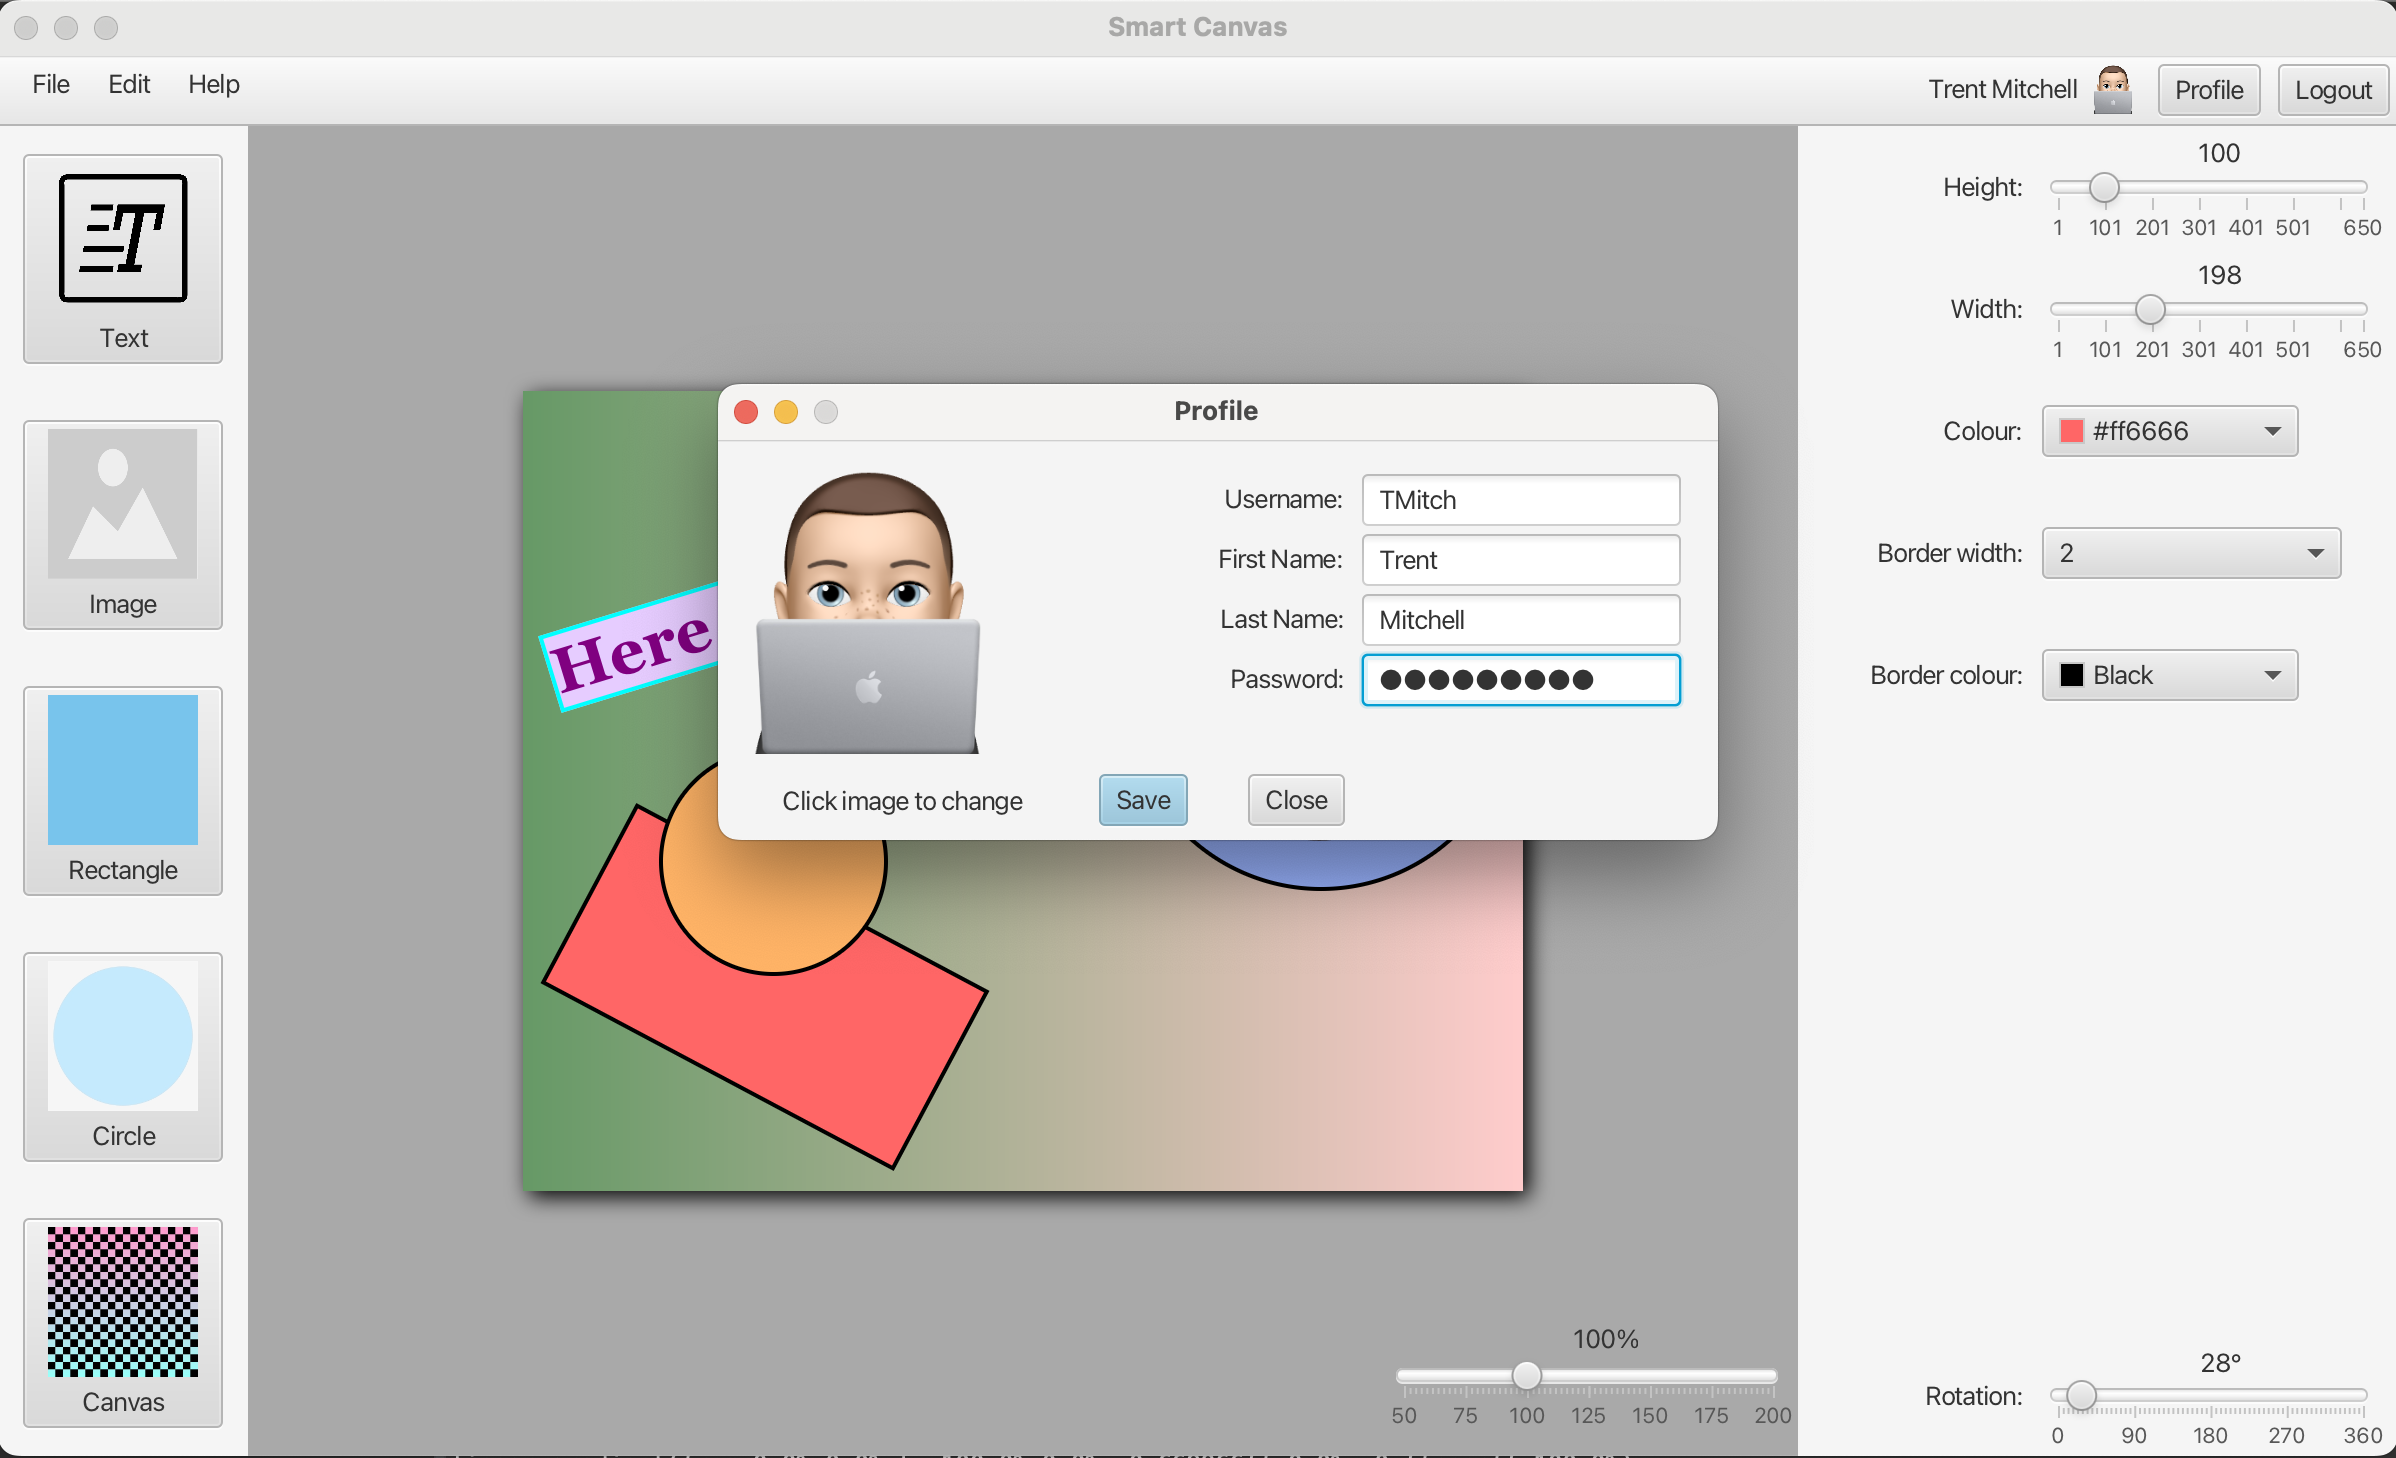 Smart Canvas
File Edit Help
Trent Mitchell Profile Logout
Text
Image
Rectangle
Circle
Canvas
Here
Profile
Username: TMitch
First Name: Trent
Last Name: Mitchell
Password: ●●●●●●●●●
Click image to change Save Close
100%
50 75 100 125 150 175 200
100
Height:
1 101 201 301 401 501 650
198
Width:
1 101 201 301 401 501 650
Colour: #ff6666
Border width: 2
Border colour: Black
28°
Rotation:
0 90 180 270 360